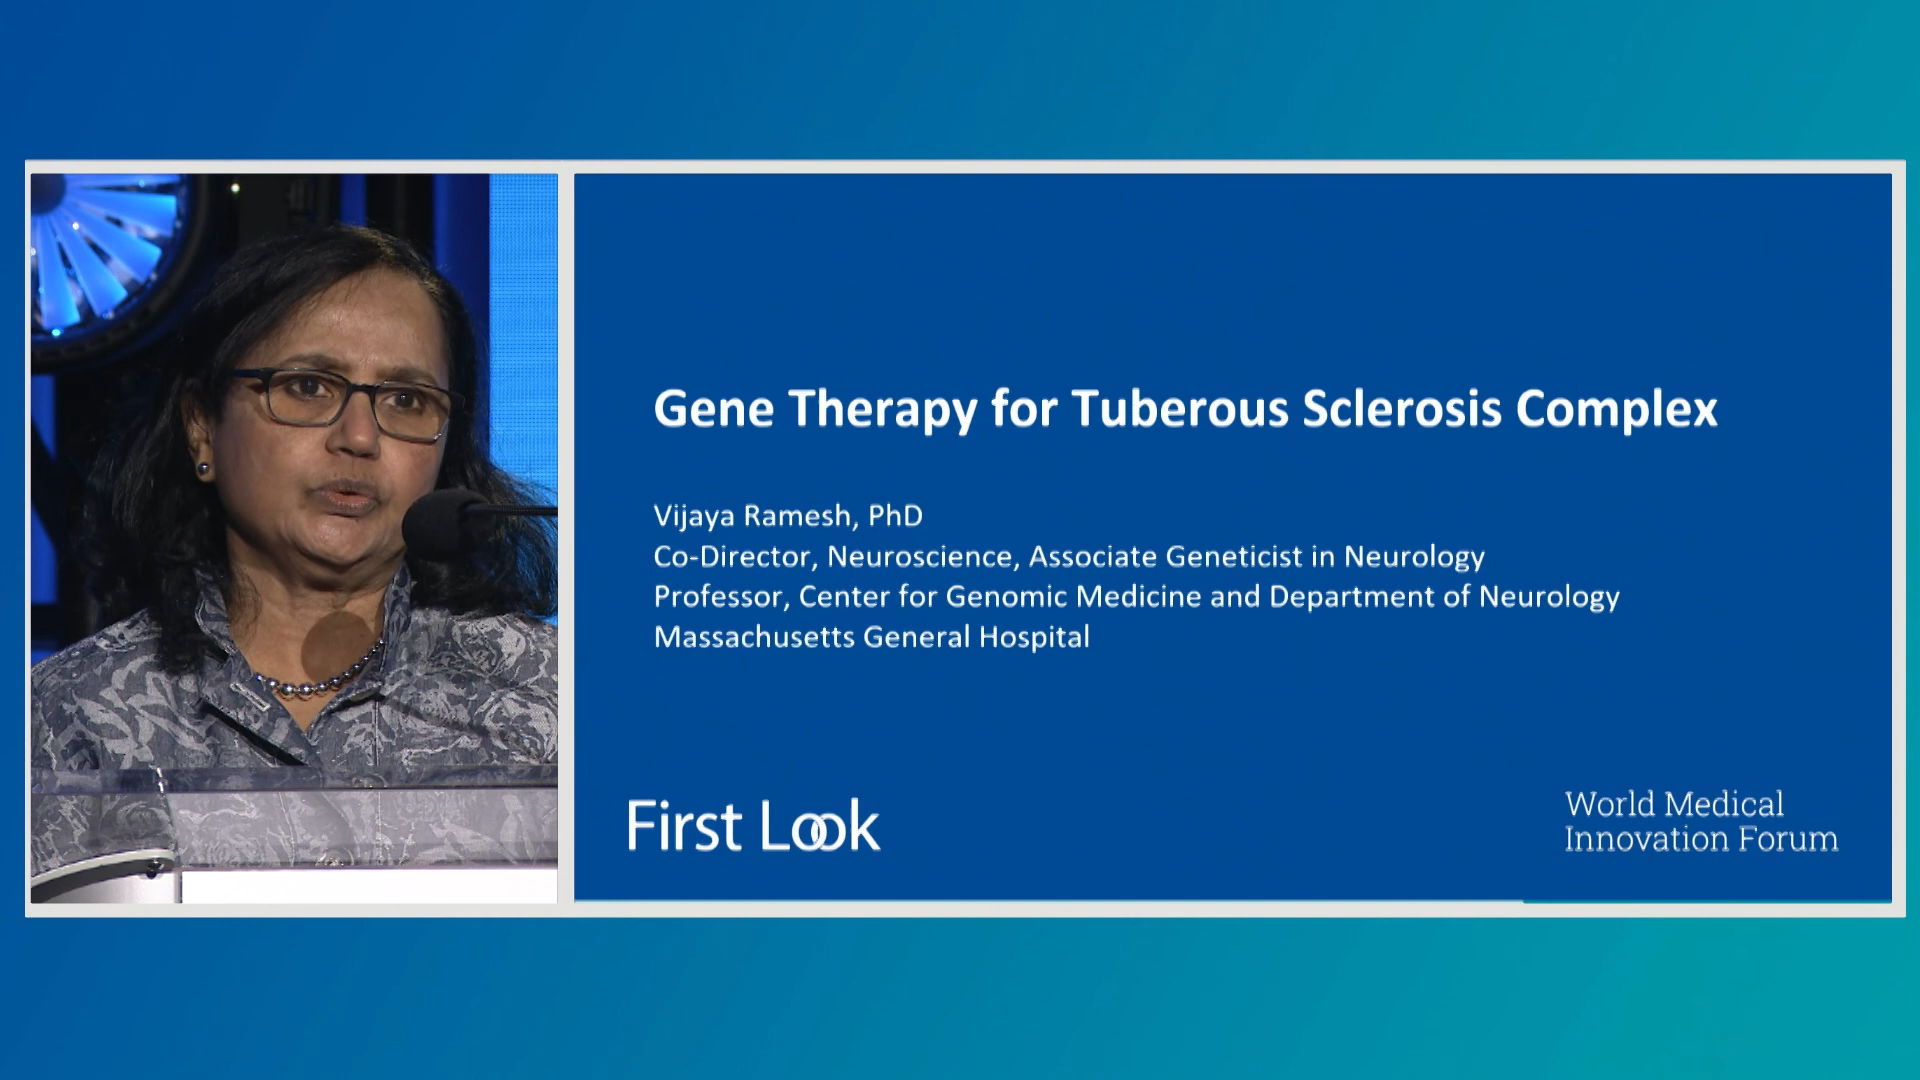 Gene Therapy for Tuberous Sclerosis Complex
Vijaya Ramesh, PhD
Co-Director, Neuroscience, Associate Geneticist in Neurology
Professor, Center for Genomic Medicine and Department of Neurology
Massachusetts General Hospital
First Look
World Medical
Innovation Forum